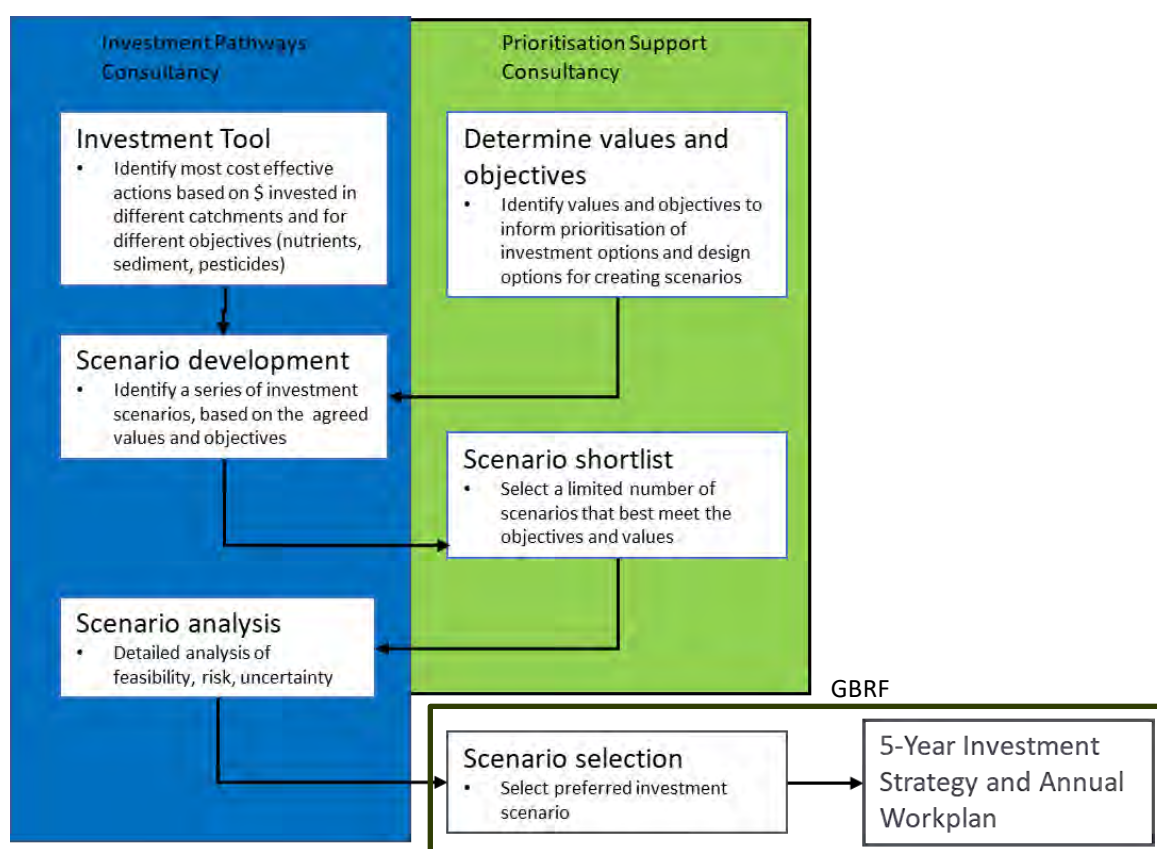 Investment Pathways
Consultancy
Prioritisation Support
Consultancy
Investment Tool
• Identify most cost effective
actions based on $ invested in
different catchments and for
different objectives (nutrients,
sediment, pesticides)
Determine values and
objectives
• Identify values and objectives to
inform prioritisation of
investment options and design
options for creating scenarios
Scenario development
• Identify a series of investment
scenarios, based on the agreed
values and objectives
Scenario shortlist
• Select a limited number of
scenarios that best meet the
objectives and values
Scenario analysis
• Detailed analysis of
feasibility, risk, uncertainty
GBRF
Scenario selection
• Select preferred investment
scenario
5-Year Investment
Strategy and Annual
Workplan